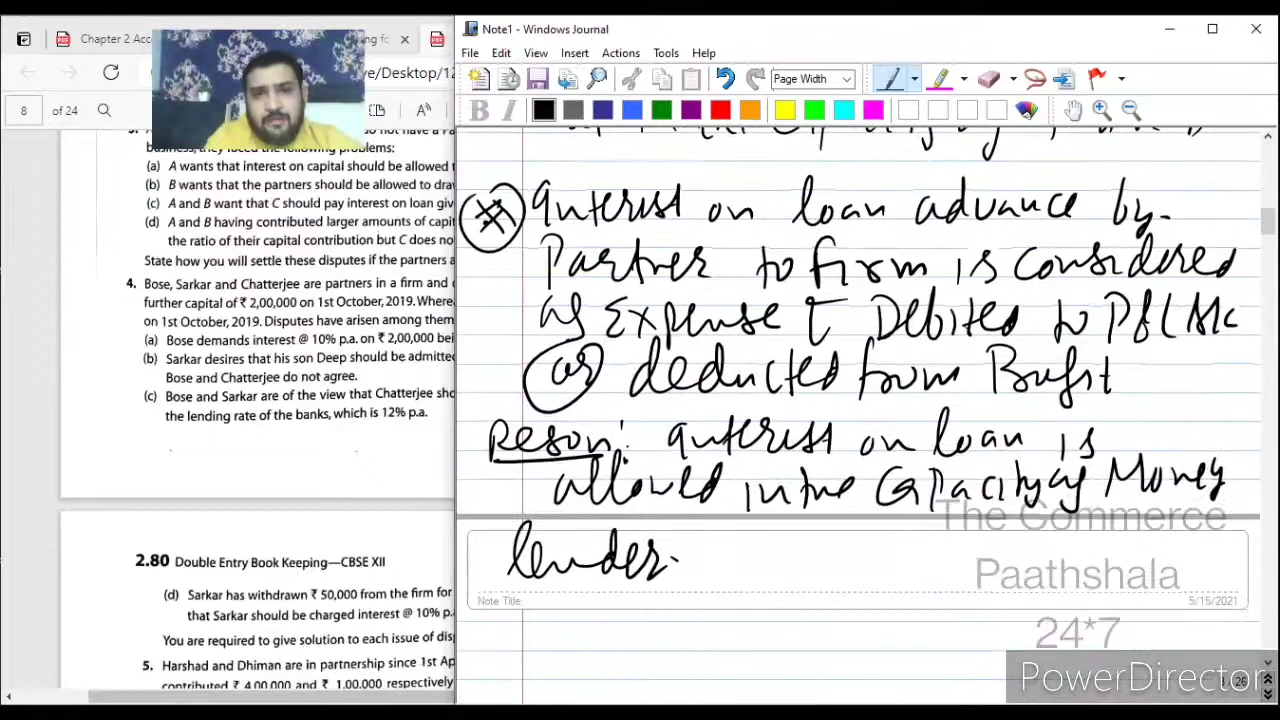 Note1 - Windows Journal
Chapter 2 Acc
ng fo
File Edit View Insert Actions Tools Help
ve/Desktop/12
8 of 24
Page Width
so not have a Pa
business, they faced the following problems:
(a) A wants that interest on capital should be allowed t
(b) B wants that the partners should be allowed to dra
(c) A and B want that C should pay interest on loan giv
(d) A and B having contributed larger amounts of capit
the ratio of their capital contribution but C does no
State how you will settle these disputes if the partners a
4. Bose, Sarkar and Chatterjee are partners in a firm and
further capital of ₹ 2,00,000 on 1st October, 2019. Wherea
on 1st October, 2019. Disputes have arisen among them
(a) Bose demands interest @ 10% p.a. on ₹ 2,00,000 bei
(b) Sarkar desires that his son Deep should be admitted
Bose and Chatterjee do not agree.
(c) Bose and Sarkar are of the view that Chatterjee sho
the lending rate of the banks, which is 12% p.a.
2.80 Double Entry Book Keeping—CBSE XII
(d) Sarkar has withdrawn ₹ 50,000 from the firm for
that Sarkar should be charged interest @ 10% p.a
You are required to give solution to each issue of disp
5. Harshad and Dhiman are in partnership since 1st Ap
contributed ₹ 4,00,000 and ₹ 1,00,000 respectively
Interest on loan advance by
Partner to firm is considered
as Expense & Debited to P&L A/c
or deducted from Profit
Reson: Interest on loan is
allowed in the Capacity of Money
lender.
The Commerce
Paathshala
24*7
Note Title
5/15/2021
PowerDirector